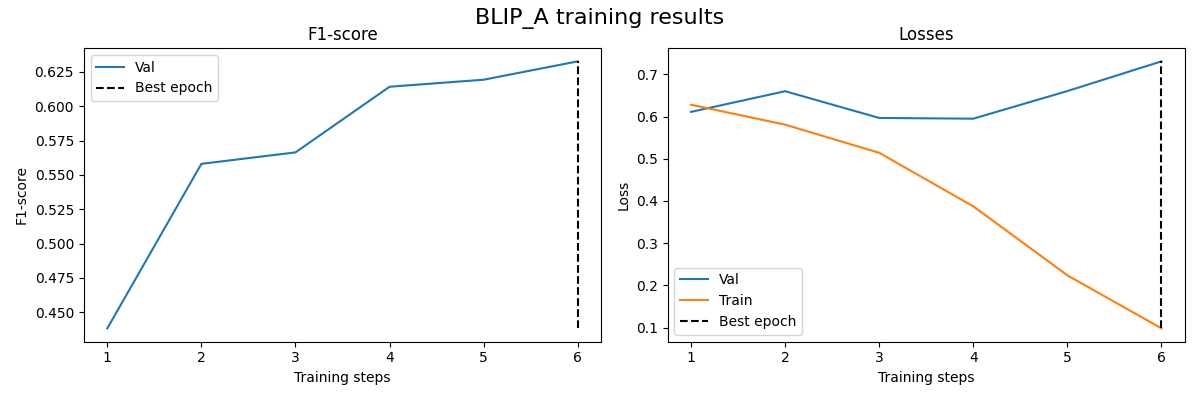 BLIP_A training results
F1-score
Val
Best epoch
0.625
0.600
0.575
0.550
0.525
0.500
0.475
0.450
F1-score
1 2 3 4 5 6
Training steps
Losses
0.7
0.6
0.5
0.4
0.3
0.2
0.1
Loss
Val
Train
Best epoch
1 2 3 4 5 6
Training steps